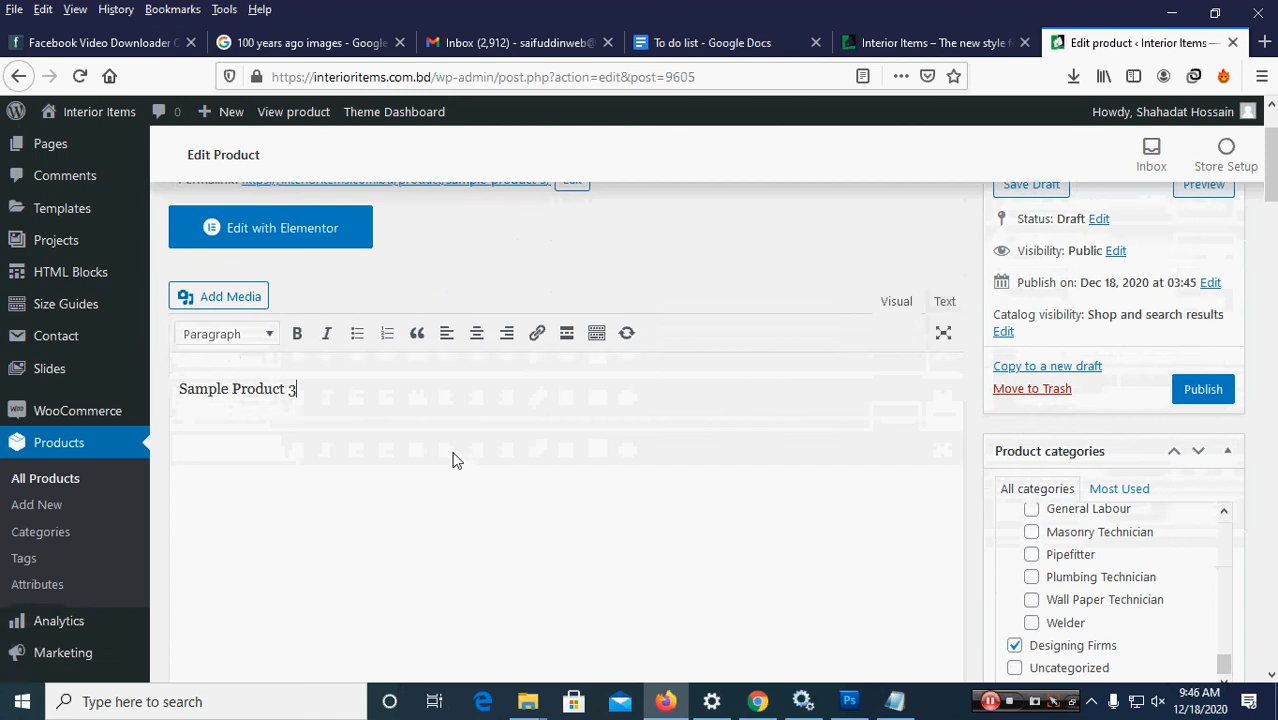 File Edit View History Bookmarks Tools Help
Facebook Video Downloader
100 years ago images - Google
Inbox (2,912) - saifuddinweb@
To do list - Google Docs
Interior Items – The new style f
Edit product ‹ Interior Items —
https://interioritems.com.bd/wp-admin/post.php?action=edit&post=9605
Interior Items
0
New
View product
Theme Dashboard
Howdy, Shahadat Hossain
Pages
Comments
Templates
Projects
HTML Blocks
Size Guides
Contact
Slides
WooCommerce
Products
All Products
Add New
Categories
Tags
Attributes
Analytics
Marketing
Edit Product
Inbox
Store Setup
Edit with Elementor
Add Media
Visual
Text
Paragraph
Sample Product 3
Save Draft
Preview
Status: Draft Edit
Visibility: Public Edit
Publish on: Dec 18, 2020 at 03:45 Edit
Catalog visibility: Shop and search results
Edit
Copy to a new draft
Move to Trash
Publish
Product categories
All categories
Most Used
General Labour
Masonry Technician
Pipefitter
Plumbing Technician
Wall Paper Technician
Welder
Designing Firms
Uncategorized
Type here to search
9:46 AM
12/18/2020